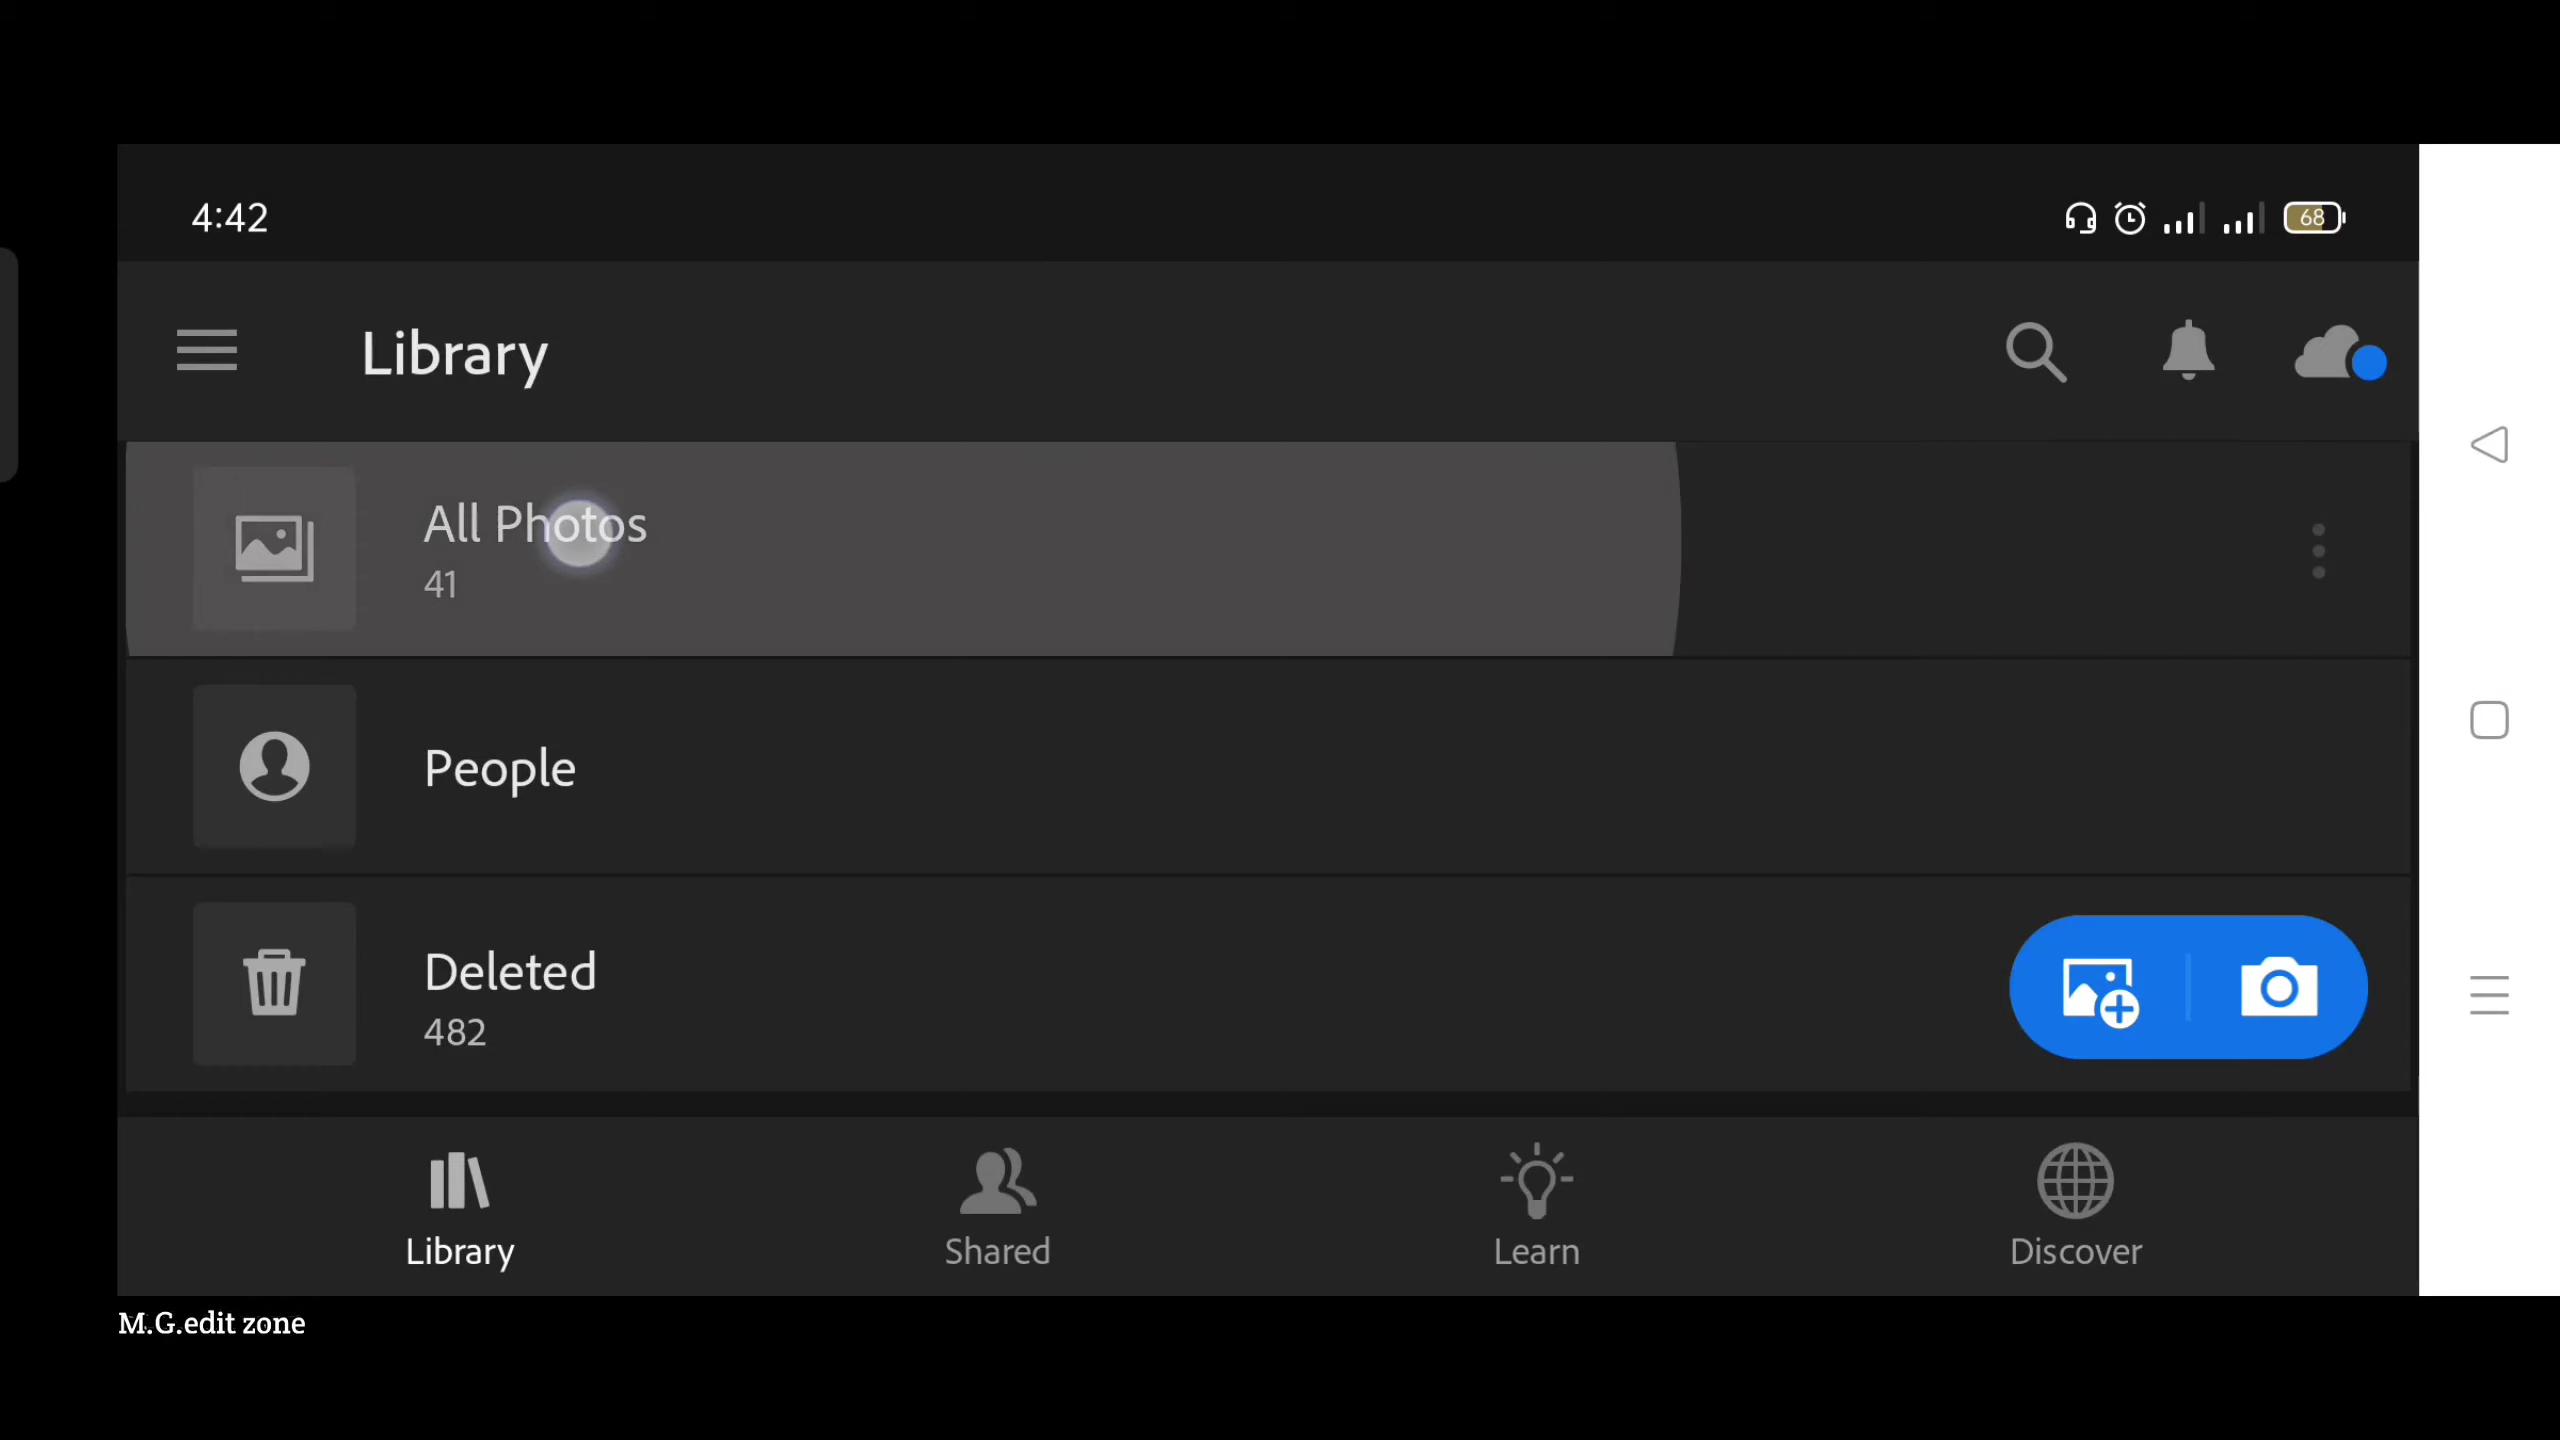 4:42
68
Library
All Photos
41
People
Deleted
482
Library
Shared
Learn
Discover
M.G.edit zone